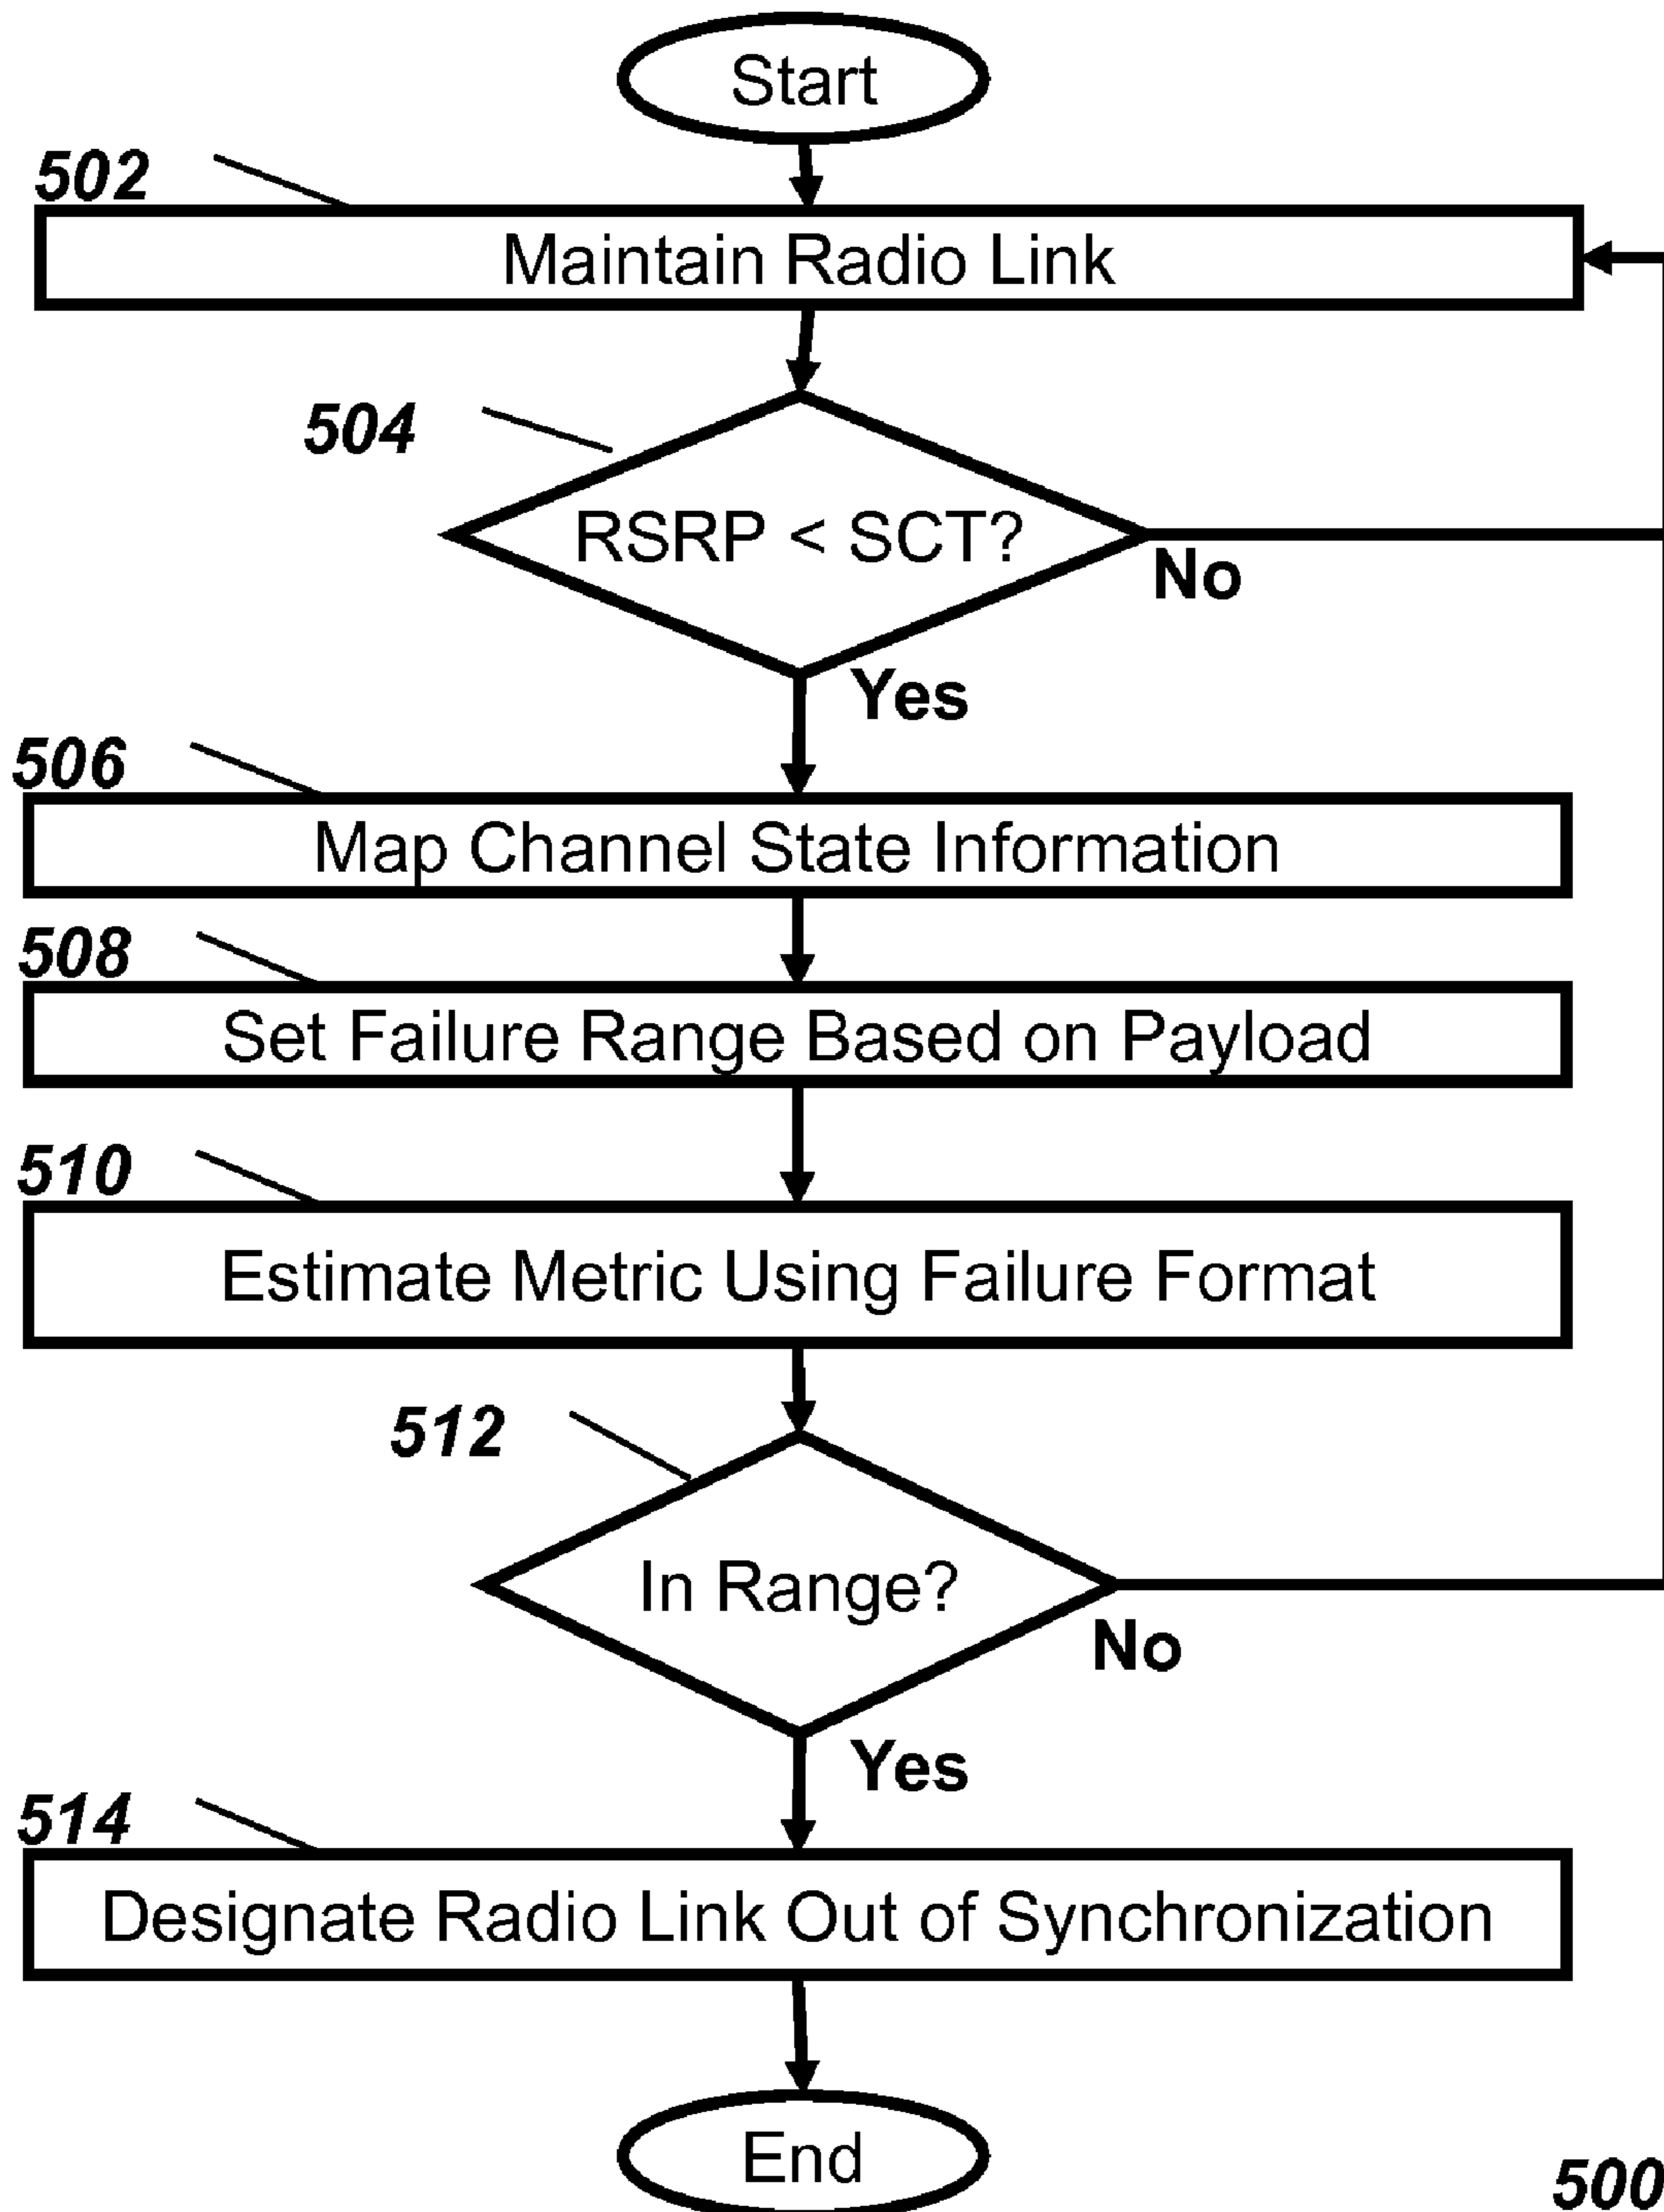 Start
502
Maintain Radio Link
504
RSRP < SCT?
No
Yes
506
Map Channel State Information
508
Set Failure Range Based on Payload
510
Estimate Metric Using Failure Format
512
In Range?
No
Yes
514
Designate Radio Link Out of Synchronization
End
500